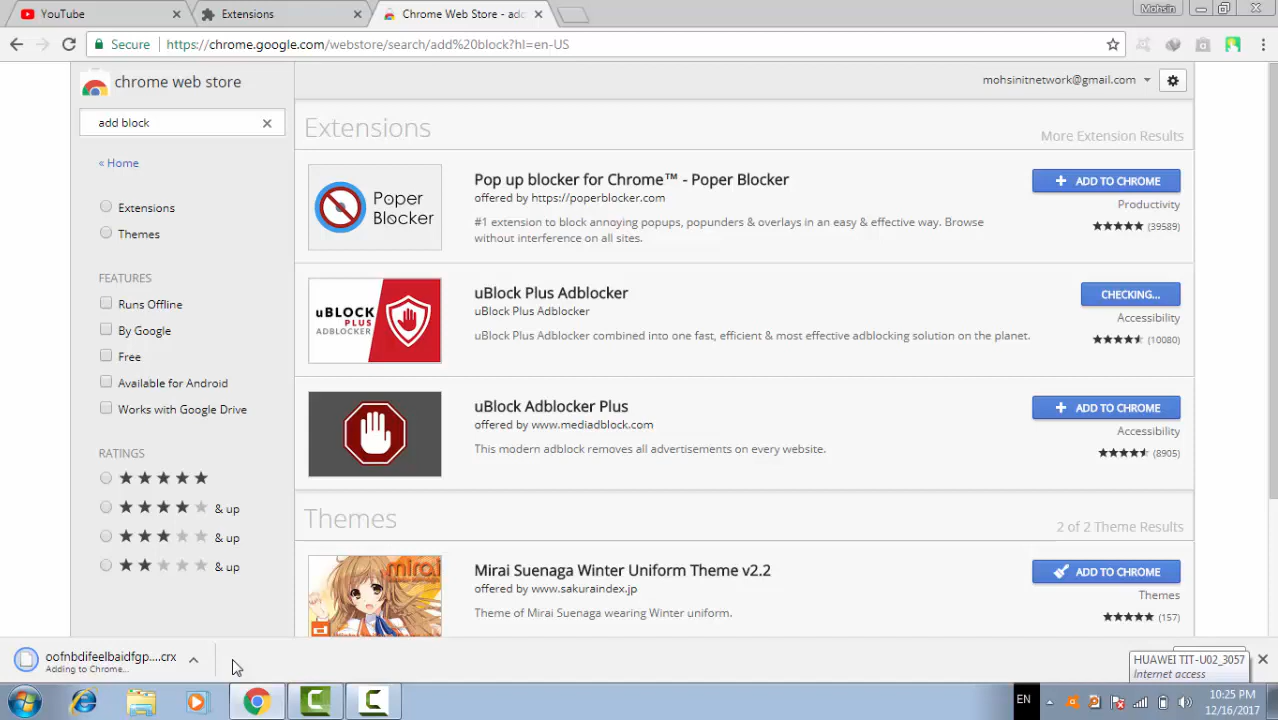 YouTube
Extensions
Chrome Web Store - add
Mohsin
Secure
https://chrome.google.com/webstore/search/add%20block?hl=en-US
chrome web store
mohsinitnetwork@gmail.com
add block
« Home
Extensions
Themes
FEATURES
Runs Offline
By Google
Free
Available for Android
Works with Google Drive
RATINGS
& up
& up
& up
Extensions
More Extension Results
Poper
Blocker
Pop up blocker for Chrome™ - Poper Blocker
offered by https://poperblocker.com
#1 extension to block annoying popups, popunders & overlays in an easy & effective way. Browse
without interference on all sites.
ADD TO CHROME
Productivity
(39589)
uBLOCK
PLUS
ADBLOCKER
uBlock Plus Adblocker
uBlock Plus Adblocker
uBlock Plus Adblocker combined into one fast, efficient & most effective adblocking solution on the planet.
CHECKING...
Accessibility
(10080)
uBlock Adblocker Plus
offered by www.mediadblock.com
This modern adblock removes all advertisements on every website.
ADD TO CHROME
Accessibility
(8905)
Themes
2 of 2 Theme Results
mirai
Mirai Suenaga Winter Uniform Theme v2.2
offered by www.sakuraindex.jp
Theme of Mirai Suenaga wearing Winter uniform.
ADD TO CHROME
Themes
(157)
oofnbdifeelbaidfgp....crx
Adding to Chrome...
HUAWEI TIT-U02_3057
Internet access
EN
10:25 PM
12/16/2017